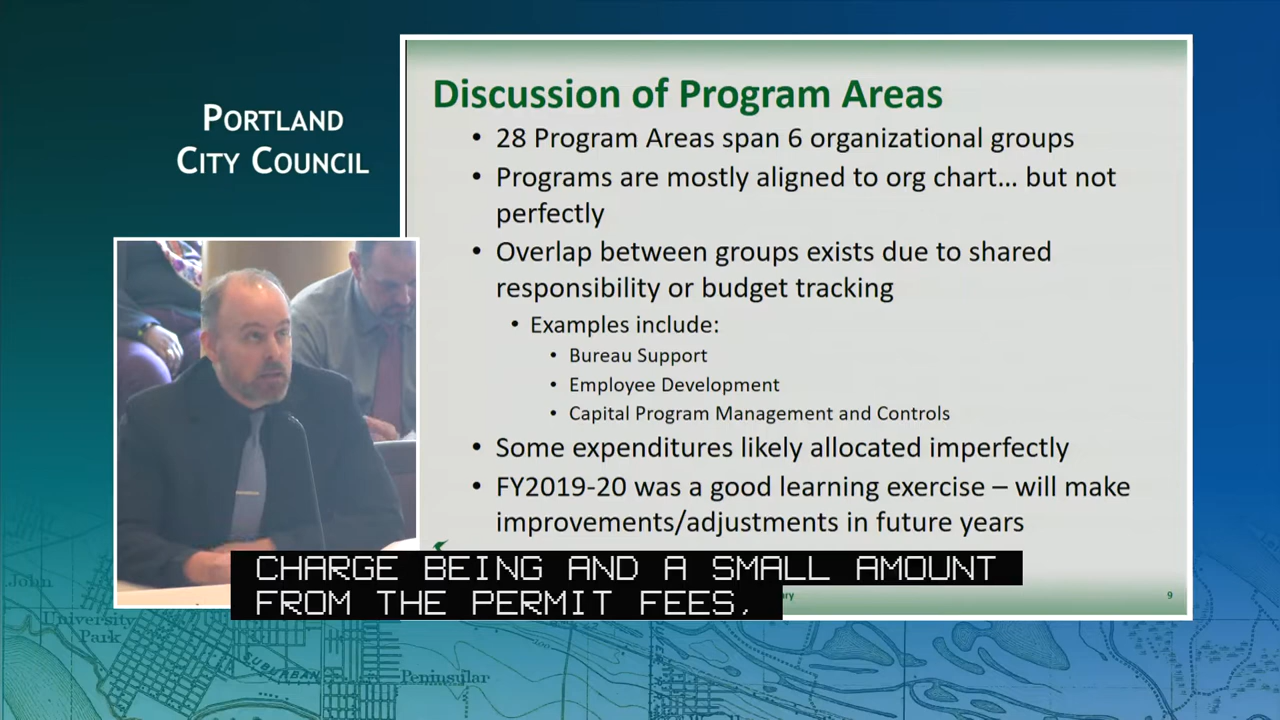 PORTLAND
CITY COUNCIL
Discussion of Program Areas
• 28 Program Areas span 6 organizational groups
• Programs are mostly aligned to org chart… but not
perfectly
• Overlap between groups exists due to shared
responsibility or budget tracking
• Examples include:
• Bureau Support
• Employee Development
• Capital Program Management and Controls
• Some expenditures likely allocated imperfectly
• FY2019-20 was a good learning exercise – will make
improvements/adjustments in future years
9
CHARGE BEING AND A SMALL AMOUNT
FROM THE PERMIT FEES,
John
University
Park
SUBURBAN
Peninsular